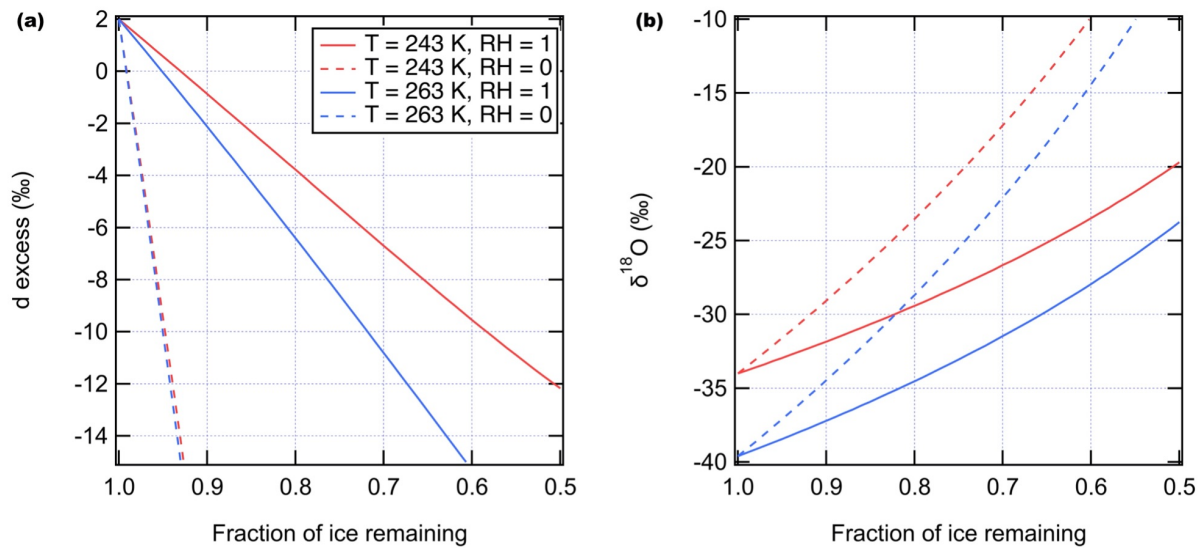 (a)
2
0
-2
-4
-6
-8
-10
-12
-14
d excess (‰)
T = 243 K, RH = 1
T = 243 K, RH = 0
T = 263 K, RH = 1
T = 263 K, RH = 0
1.0 0.9 0.8 0.7 0.6 0.5
Fraction of ice remaining
(b)
-10
-15
-20
-25
-30
-35
-40
δ¹⁸O (‰)
1.0 0.9 0.8 0.7 0.6 0.5
Fraction of ice remaining